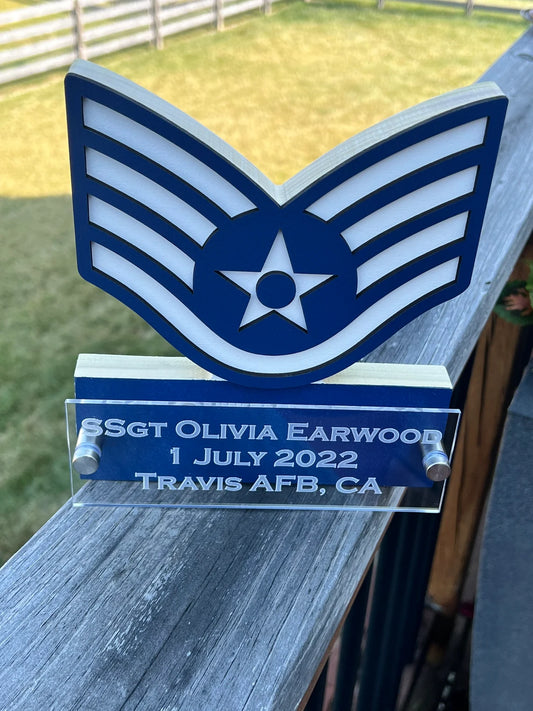 SSGT OLIVIA EARWOOD
1 JULY 2022
TRAVIS AFB, CA